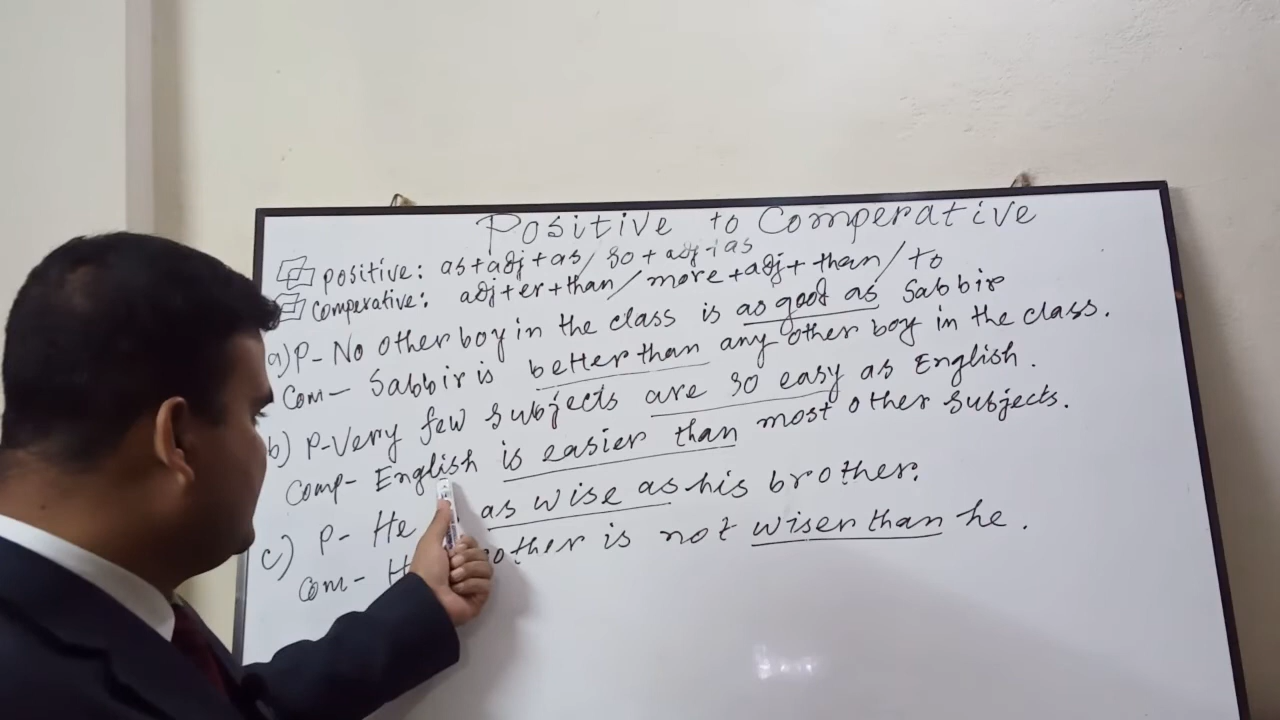 Positive to Comperative
positive: as+adj+as/so+adj+as
Comperative: adj+er+than/more+adj+than/to
a) P- No other boy in the class is as good as Sabbir
Com- Sabbir is better than any other boy in the class.
b) P-Very few subjects are so easy as English.
Comp- English is easier than most other subjects.
c) P- He as wise as his brother.
Com- is not wiser than he.